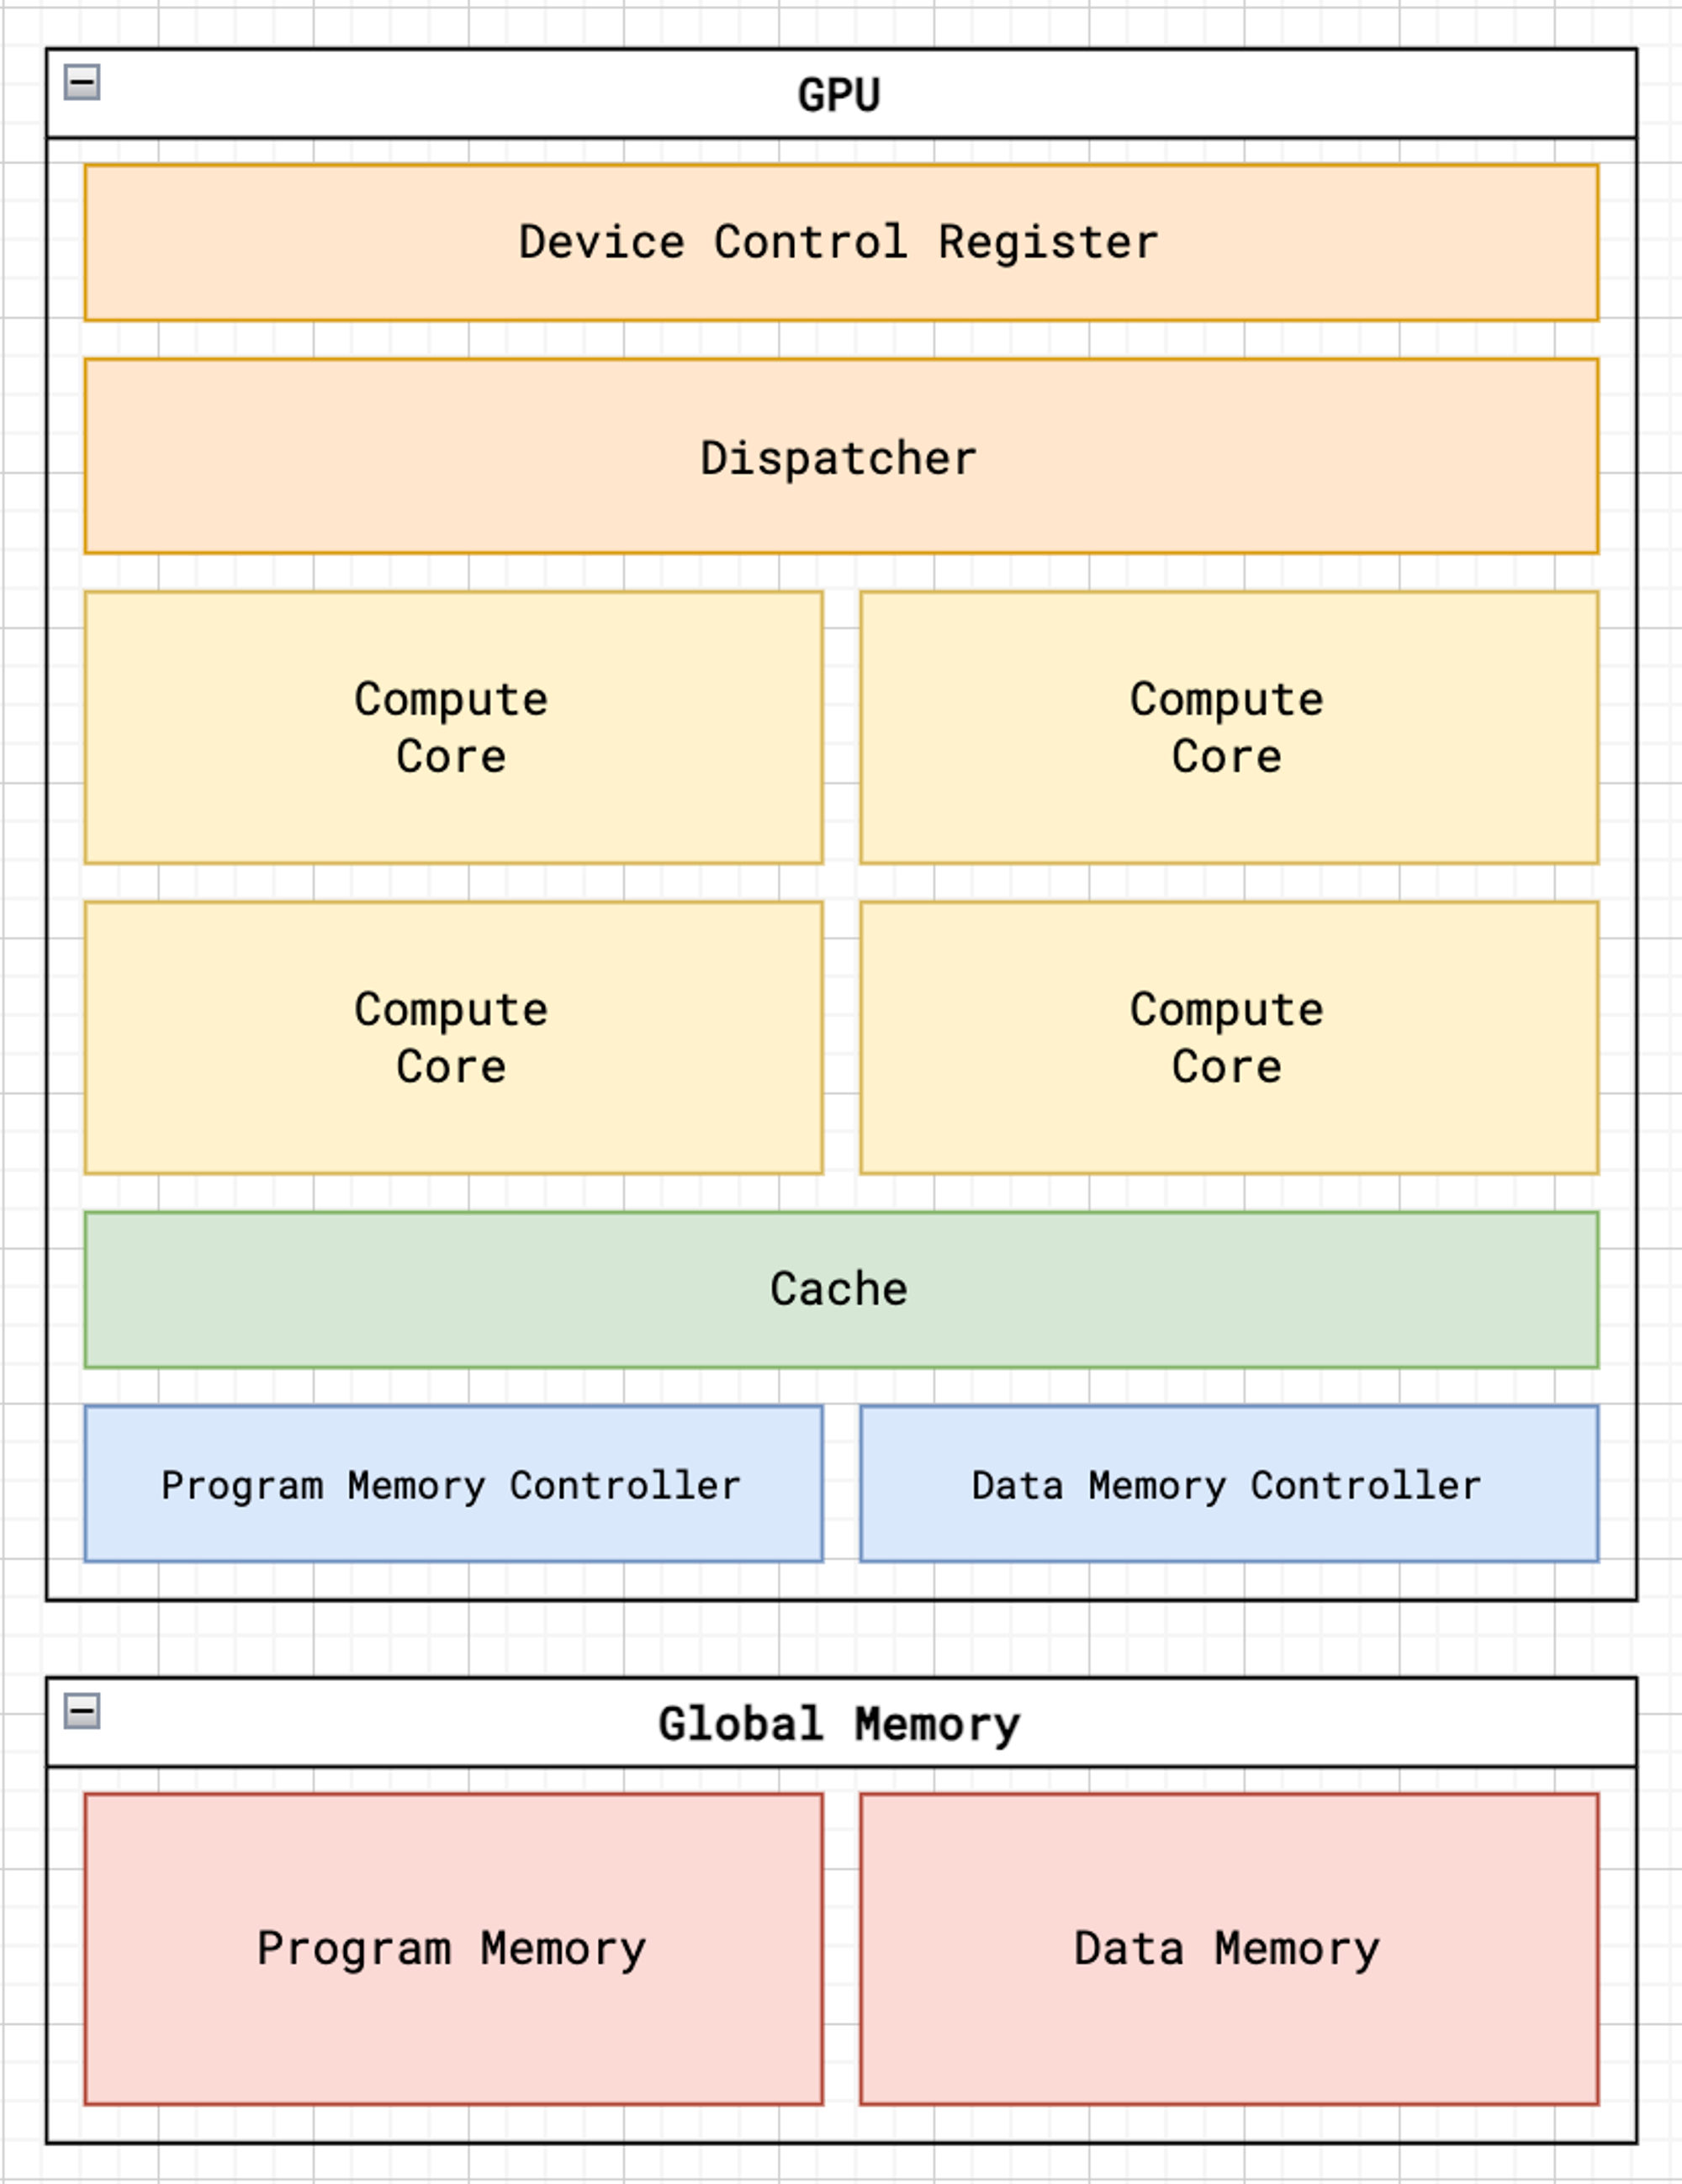 GPU
Device Control Register
Dispatcher
Compute
Core
Compute
Core
Compute
Core
Compute
Core
Cache
Program Memory Controller
Data Memory Controller
Global Memory
Program Memory
Data Memory